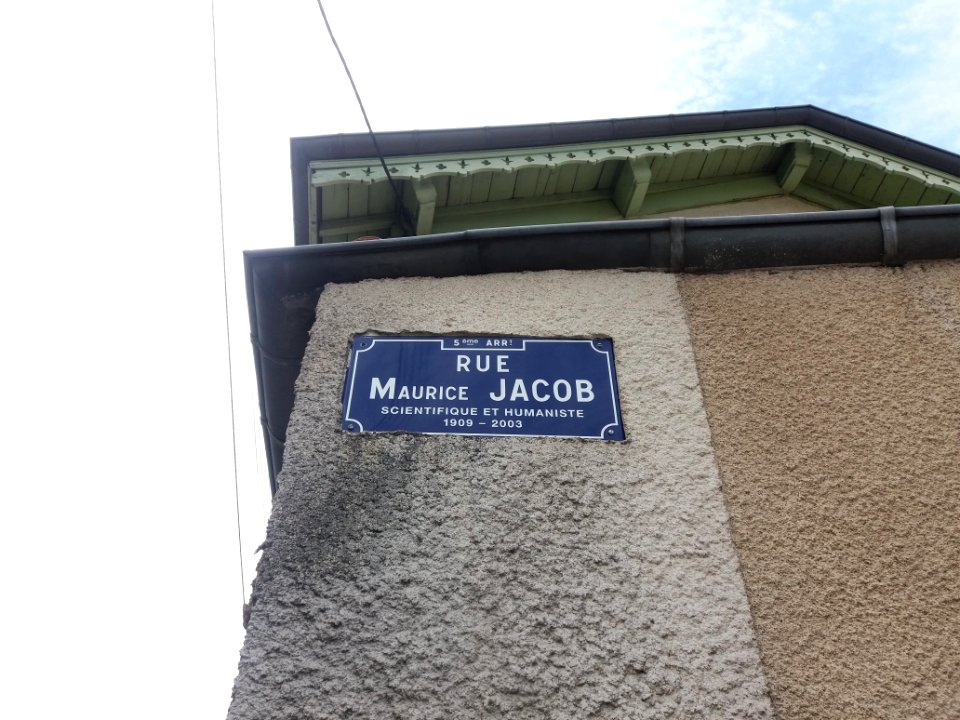 5ème ARRt
RUE
MAURICE JACOB
SCIENTIFIQUE ET HUMANISTE
1909 – 2003